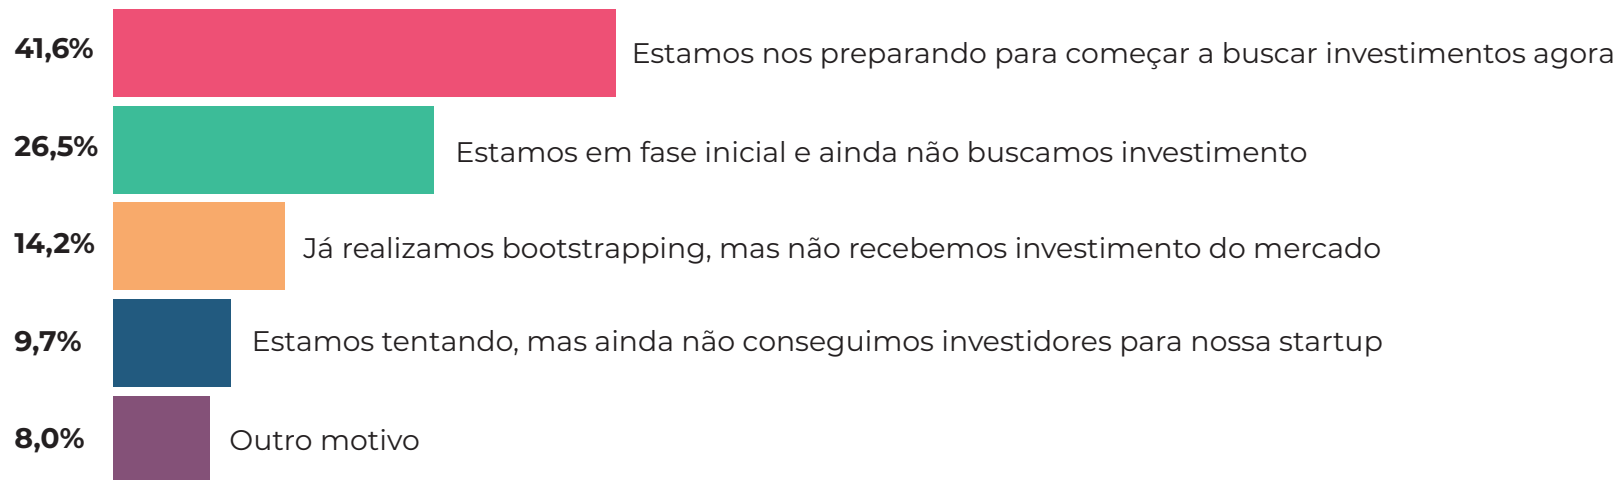 41,6% Estamos nos preparando para começar a buscar investimentos agora
26,5% Estamos em fase inicial e ainda não buscamos investimento
14,2% Já realizamos bootstrapping, mas não recebemos investimento do mercado
9,7% Estamos tentando, mas ainda não conseguimos investidores para nossa startup
8,0% Outro motivo